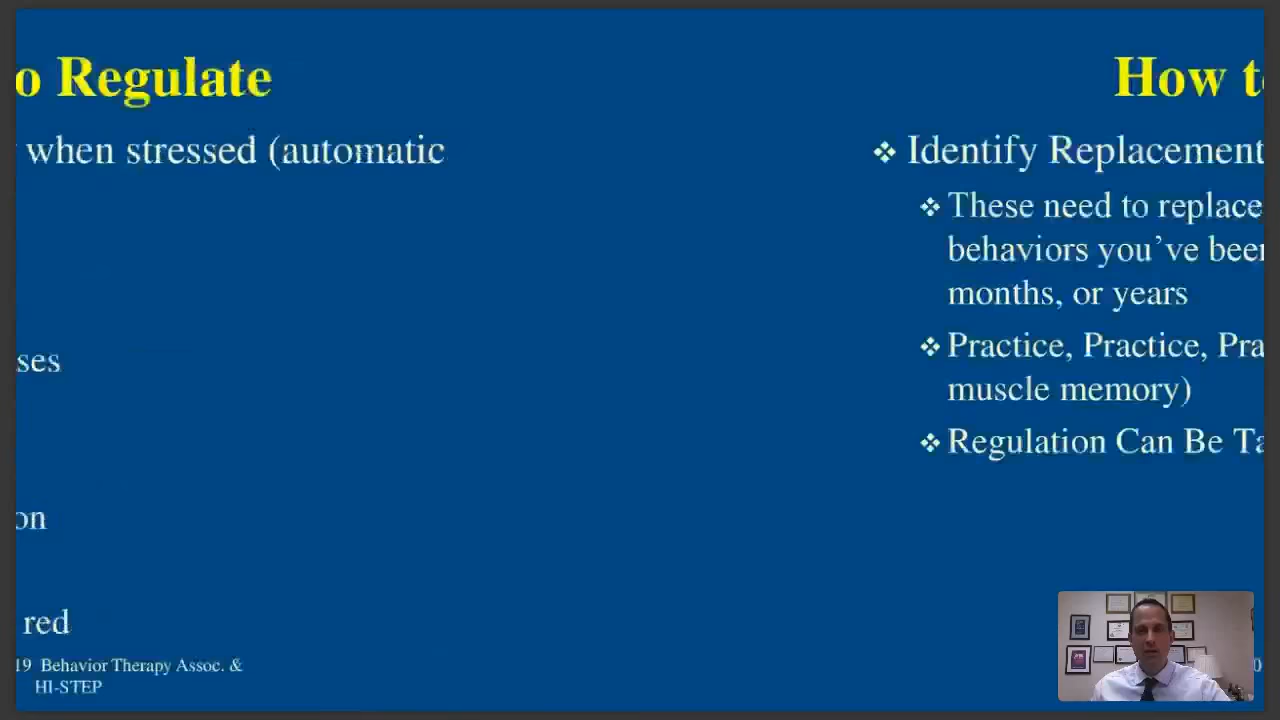 o Regulate
when stressed (automatic
ses
on
red
19 Behavior Therapy Assoc. &
HI-STEP
How to
❖ Identify Replacement
❖ These need to replace
behaviors you’ve been
months, or years
❖ Practice, Practice, Pra
muscle memory)
❖ Regulation Can Be Ta